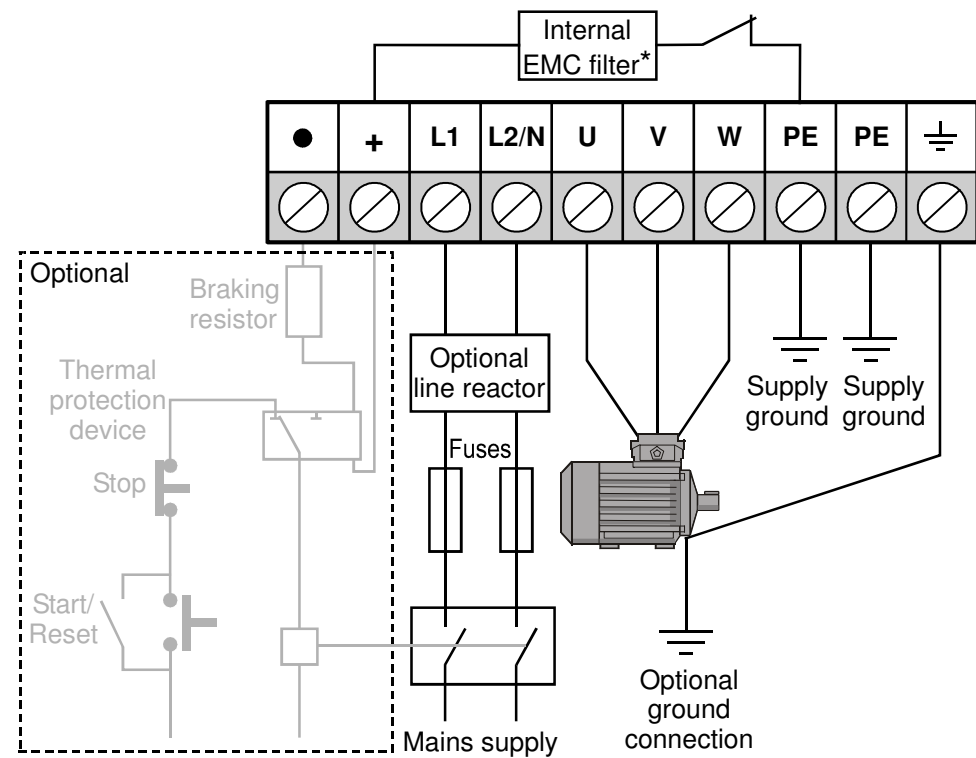 Internal
EMC filter*
● + L1 L2/N U V W PE PE
Optional
Braking
resistor
Thermal
protection
device
Stop
Start/
Reset
Optional
line reactor
Fuses
Mains supply
Supply
ground
Supply
ground
Optional
ground
connection